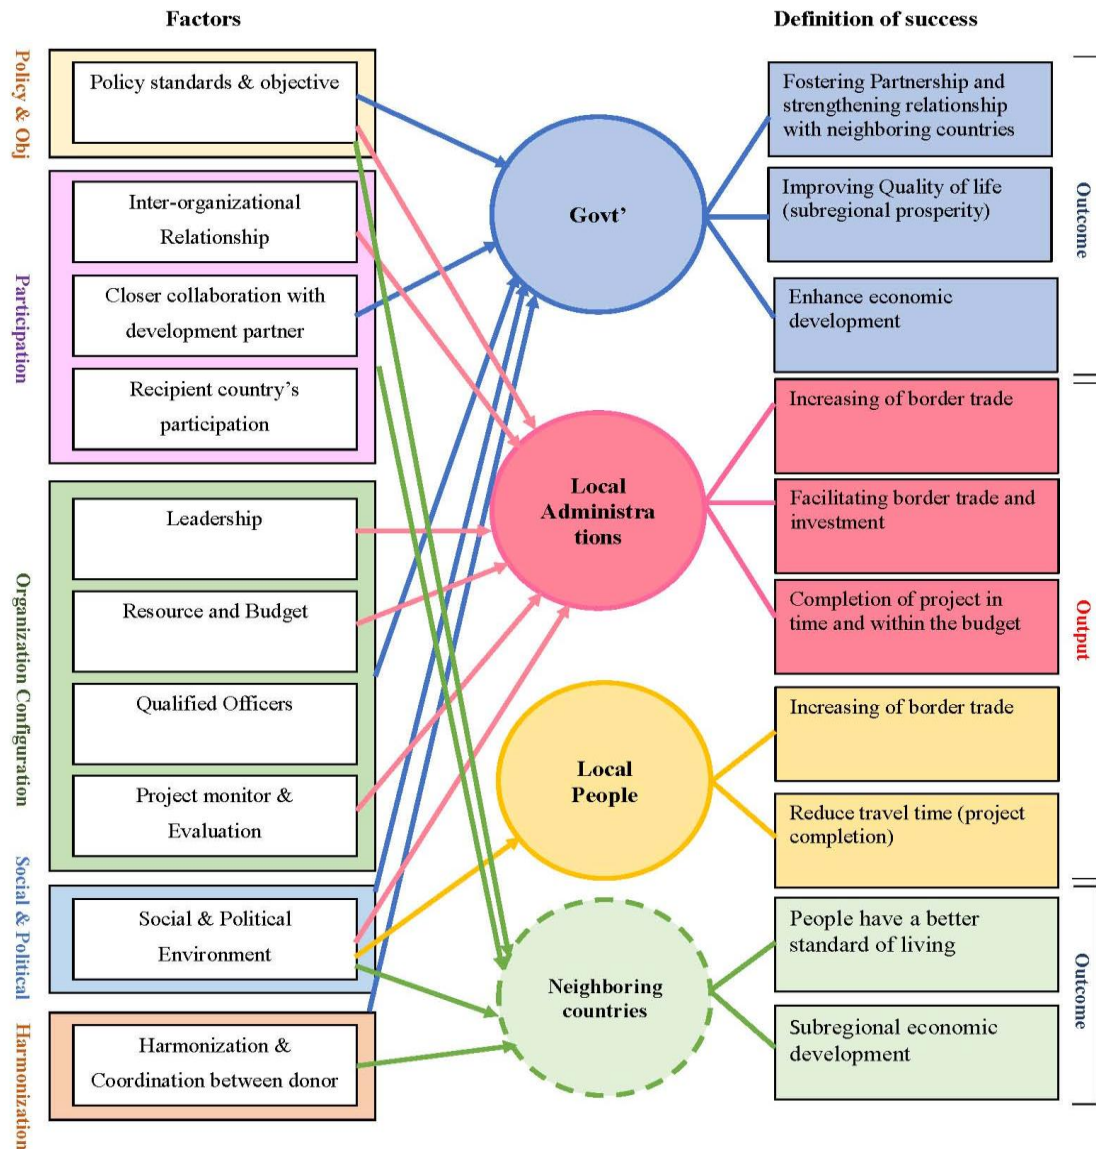 Factors
Definition of success
Policy & Obj
Policy standards & objective
Participation
Inter-organizational
Relationship
Closer collaboration with
development partner
Recipient country’s
participation
Organization Configuration
Leadership
Resource and Budget
Qualified Officers
Project monitor &
Evaluation
Social & Political
Social & Political
Environment
Harmonization
Harmonization &
Coordination between donor
Govt’
Local
Administra
tions
Local
People
Neighboring
countries
Fostering Partnership and
strengthening relationship
with neighboring countries
Improving Quality of life
(subregional prosperity)
Enhance economic
development
Outcome
Increasing of border trade
Facilitating border trade and
investment
Completion of project in
time and within the budget
Output
Increasing of border trade
Reduce travel time (project
completion)
People have a better
standard of living
Subregional economic
development
Outcome